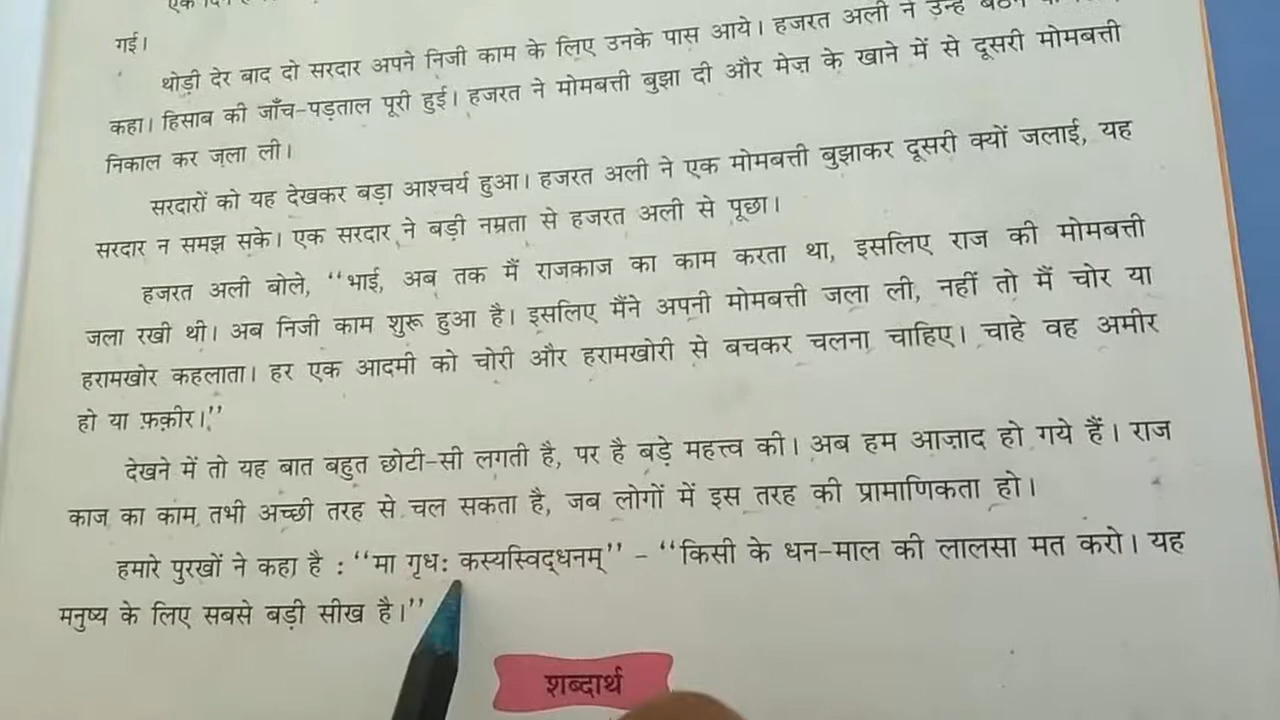 एक दिन
गई।
थोड़ी देर बाद दो सरदार अपने निजी काम के लिए उनके पास आये। हजरत अली ने उन्हें बैठने
कहा। हिसाब की जाँच-पड़ताल पूरी हुई। हजरत ने मोमबत्ती बुझा दी और मेज़ के खाने में से दूसरी मोमबत्ती
निकाल कर जला ली।
सरदारों को यह देखकर बड़ा आश्चर्य हुआ। हजरत अली ने एक मोमबत्ती बुझाकर दूसरी क्यों जलाई, यह
सरदार न समझ सके। एक सरदार ने बड़ी नम्रता से हजरत अली से पूछा।
हजरत अली बोले, ‘‘भाई, अब तक मैं राजकाज का काम करता था, इसलिए राज की मोमबत्ती
जला रखी थी। अब निजी काम शुरू हुआ है। इसलिए मैंने अपनी मोमबत्ती जला ली, नहीं तो मैं चोर या
हरामखोर कहलाता। हर एक आदमी को चोरी और हरामखोरी से बचकर चलना चाहिए। चाहे वह अमीर
हो या फ़क़ीर।’’
देखने में तो यह बात बहुत छोटी-सी लगती है, पर है बड़े महत्त्व की। अब हम आज़ाद हो गये हैं। राज
काज का काम तभी अच्छी तरह से चल सकता है, जब लोगों में इस तरह की प्रामाणिकता हो।
हमारे पुरखों ने कहा है : ‘‘मा गृधः कस्यस्विद्धनम्’’ – ‘‘किसी के धन-माल की लालसा मत करो। यह
मनुष्य के लिए सबसे बड़ी सीख है।’’
शब्दार्थ